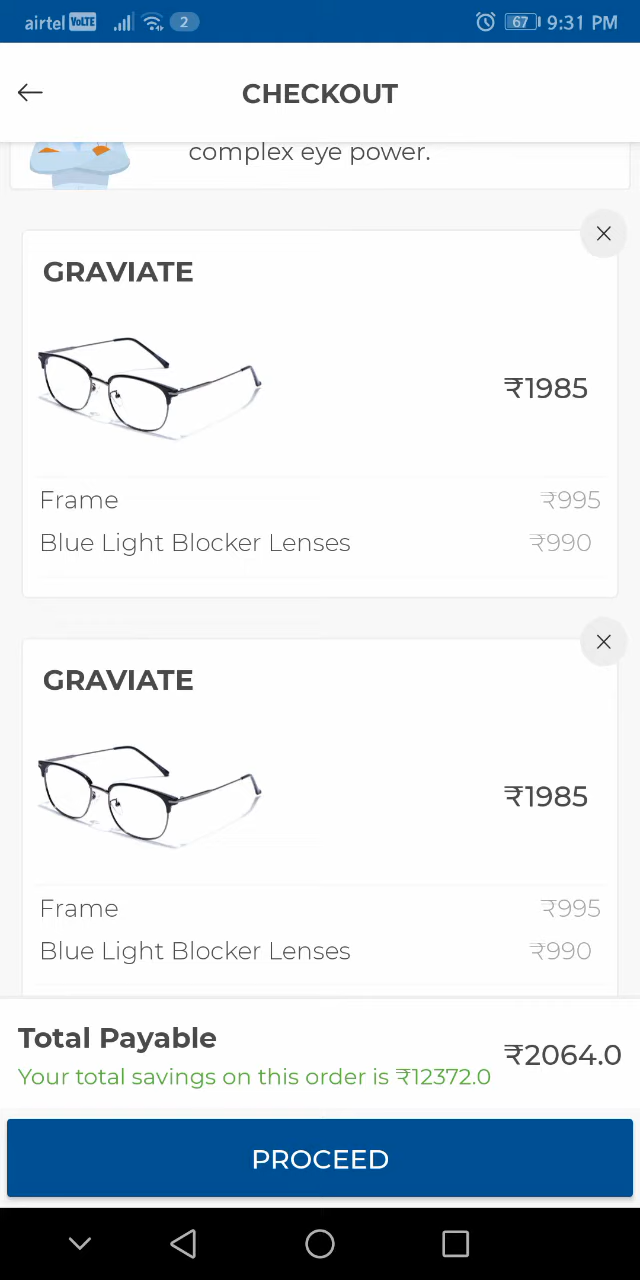 airtel VoLTE 2 67 9:31 PM
CHECKOUT
complex eye power.
GRAVIATE
₹1985
Frame ₹995
Blue Light Blocker Lenses ₹990
GRAVIATE
₹1985
Frame ₹995
Blue Light Blocker Lenses ₹990
Total Payable ₹2064.0
Your total savings on this order is ₹12372.0
PROCEED